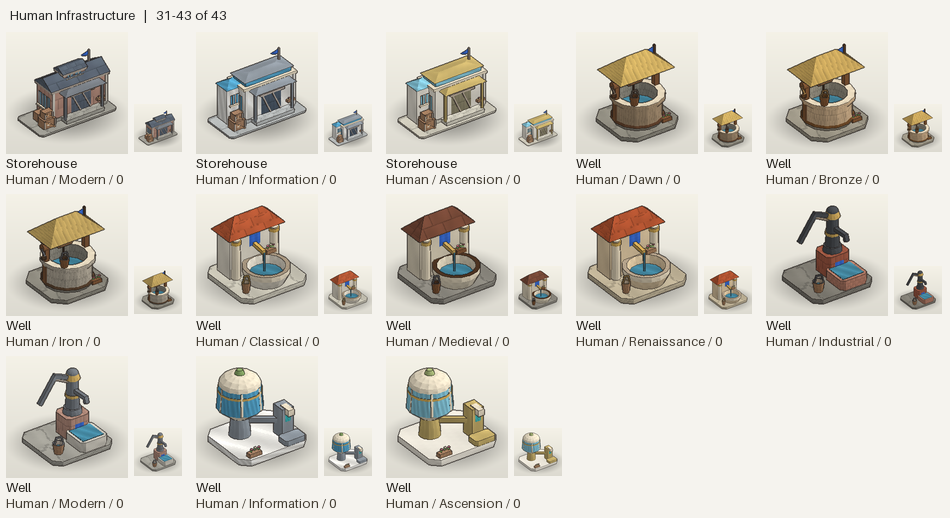 Human Infrastructure | 31-43 of 43
Storehouse
Human / Modern / 0
Storehouse
Human / Information / 0
Storehouse
Human / Ascension / 0
Well
Human / Dawn / 0
Well
Human / Bronze / 0
Well
Human / Iron / 0
Well
Human / Classical / 0
Well
Human / Medieval / 0
Well
Human / Renaissance / 0
Well
Human / Industrial / 0
Well
Human / Modern / 0
Well
Human / Information / 0
Well
Human / Ascension / 0